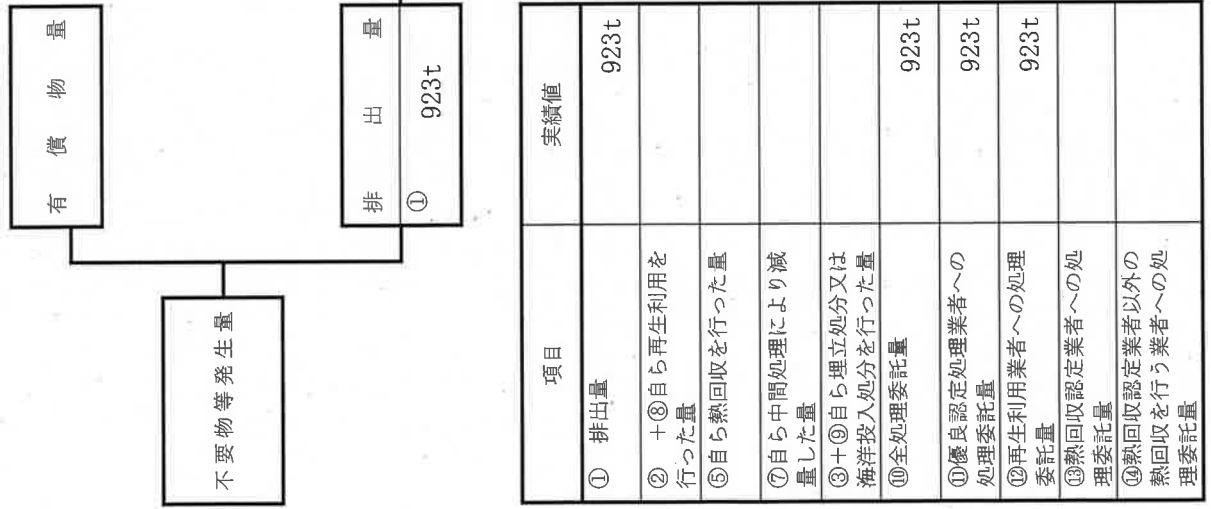 有償物量
不要物等発生量
排出量
① 923t
項目 実績値
① 排出量 923t
② +⑧自ら再生利用を
行った量
⑤自ら熱回収を行った量
⑦自ら中間処理により減
量した量
③+⑨自ら埋立処分又は
海洋投入処分を行った量
⑩全処理委託量 923t
⑪優良認定処理業者への
処理委託量 923t
⑫再生利用業者への処理
委託量 923t
⑬熱回収認定業者への処
理委託量
⑭熱回収認定業者以外の
熱回収を行う業者への処
理委託量